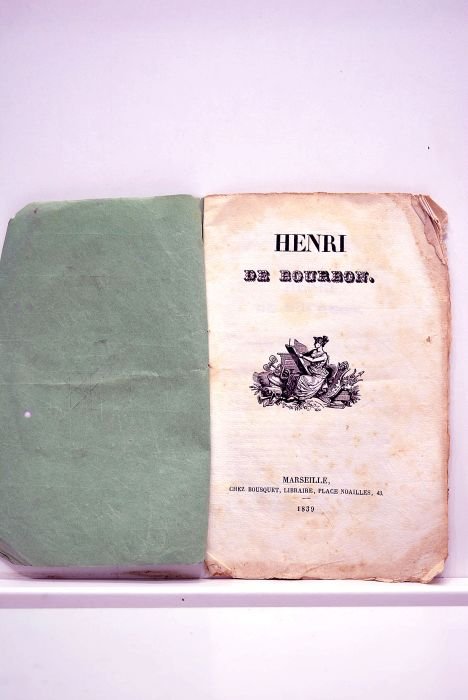 HENRI
DE BOURBON.
MARSEILLE,
CHEZ BOUSQUET, LIBRAIRE, PLACE NOAILLES, 43.
1839